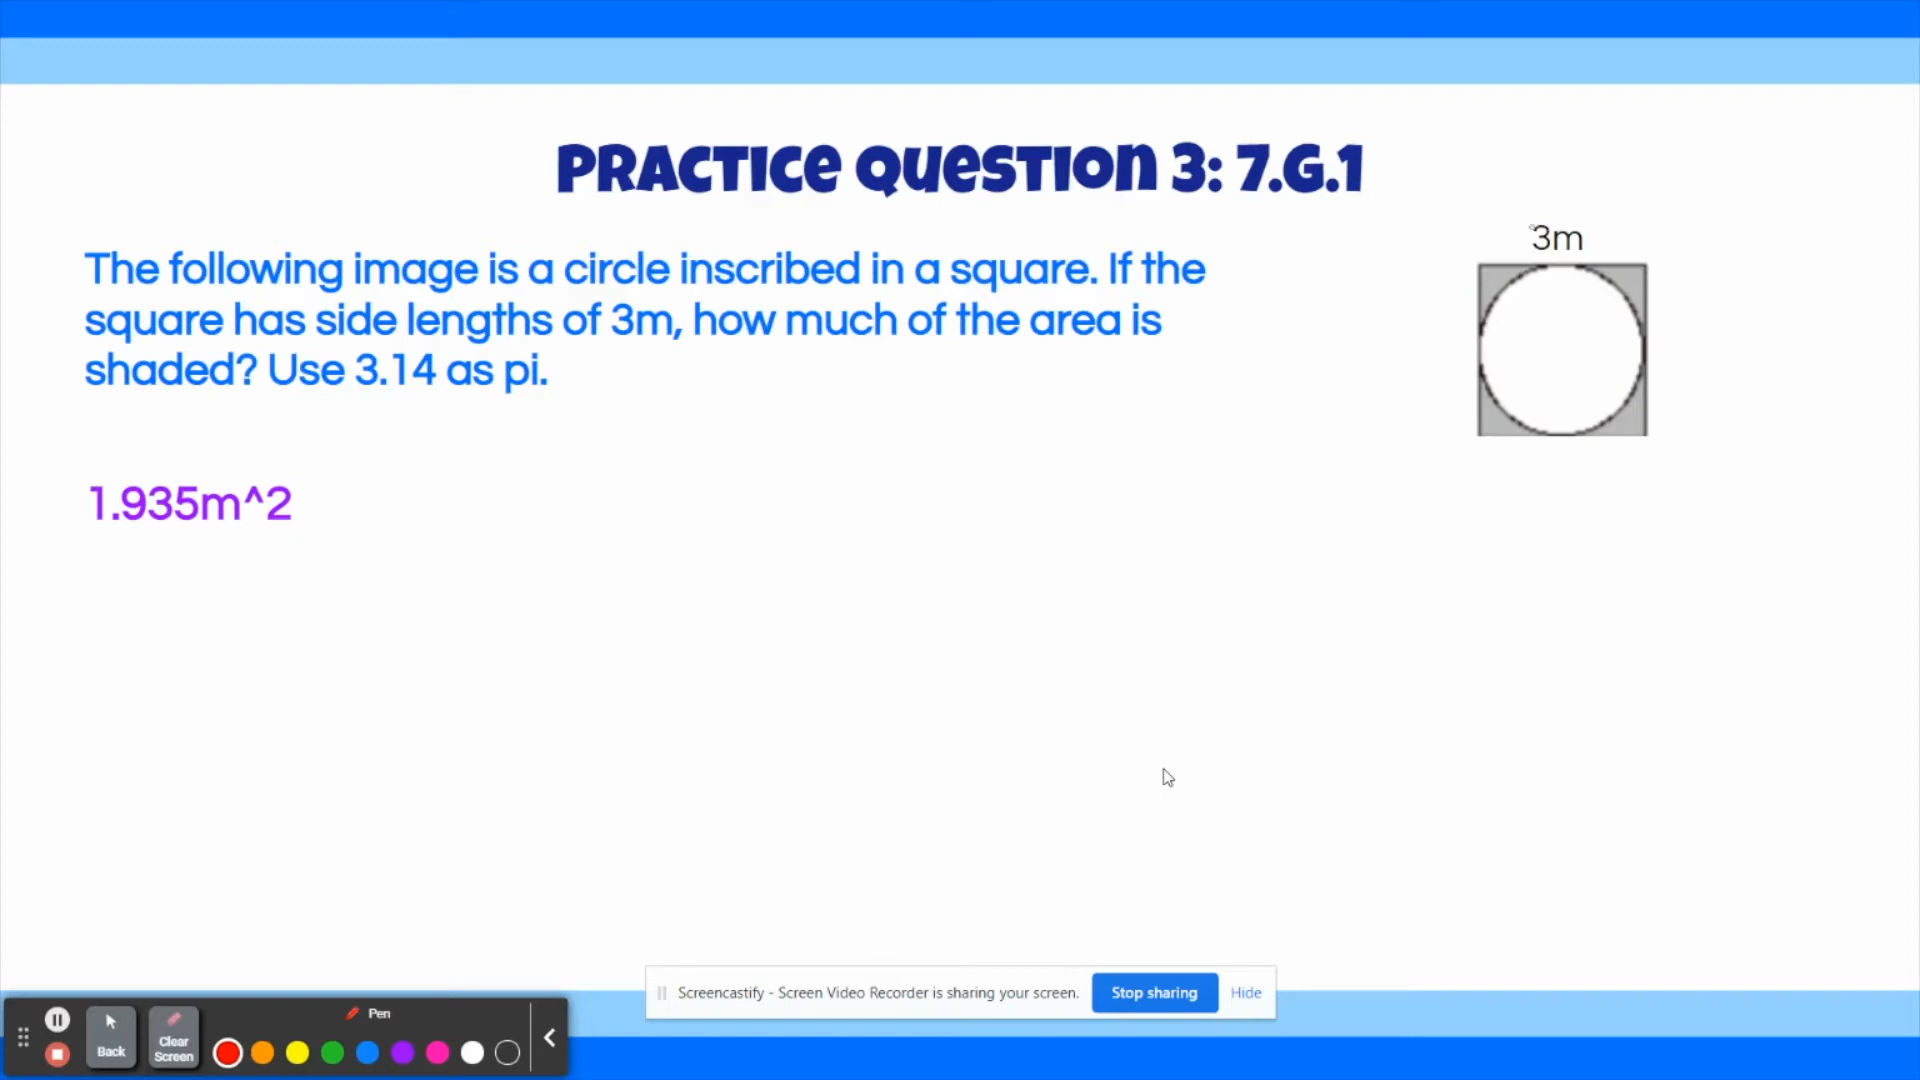 PRACTICE QUESTION 3: 7.G.1
3m
The following image is a circle inscribed in a square. If the
square has side lengths of 3m, how much of the area is
shaded? Use 3.14 as pi.
1.935m^2
Screencastify - Screen Video Recorder is sharing your screen.
Stop sharing
Hide
Pen
Back
Clear
Screen